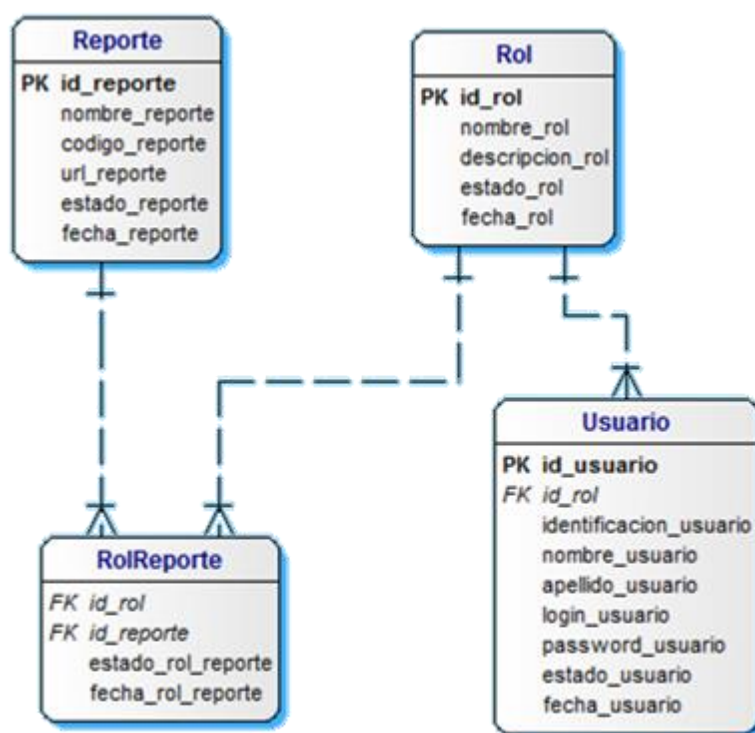 Reporte
PK id_reporte
nombre_reporte
codigo_reporte
url_reporte
estado_reporte
fecha_reporte
Rol
PK id_rol
nombre_rol
descripcion_rol
estado_rol
fecha_rol
RolReporte
FK id_rol
FK id_reporte
estado_rol_reporte
fecha_rol_reporte
Usuario
PK id_usuario
FK id_rol
identificacion_usuario
nombre_usuario
apellido_usuario
login_usuario
password_usuario
estado_usuario
fecha_usuario